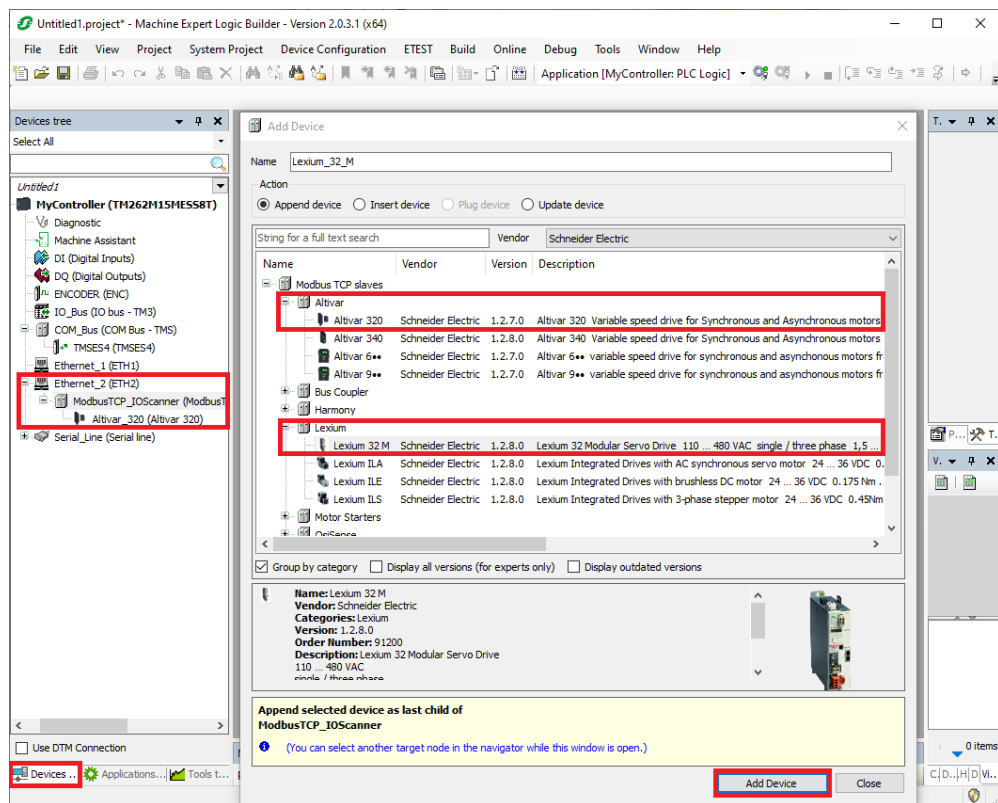 Untitled1.project* - Machine Expert Logic Builder - Version 2.0.3.1 (x64)
File Edit View Project System Project Device Configuration ETEST Build Online Debug Tools Window Help
Application [MyController: PLC Logic]
Devices tree
Select All
Untitled1
MyController (TM262M15MESS8T)
Diagnostic
Machine Assistant
DI (Digital Inputs)
DQ (Digital Outputs)
ENCODER (ENC)
IO_Bus (IO bus - TM3)
COM_Bus (COM Bus - TMS)
TMSES4 (TMSES4)
Ethernet_1 (ETH1)
Ethernet_2 (ETH2)
ModbusTCP_IOScanner (ModbusT
Altivar_320 (Altivar 320)
Serial_Line (Serial line)
Use DTM Connection
Devices ... Applications... Tools t...
Add Device
Name Lexium_32_M
Action
Append device Insert device Plug device Update device
String for a full text search Vendor Schneider Electric
Name Vendor Version Description
Modbus TCP slaves
Altivar
Altivar 320 Schneider Electric 1.2.7.0 Altivar 320 Variable speed drive for Synchronous and Asynchronous motors
Altivar 340 Schneider Electric 1.2.8.0 Altivar 340 Variable speed drive for Synchronous and Asynchronous motors
Altivar 6•• Schneider Electric 1.2.7.0 Altivar 6•• variable speed drive for synchronous and asynchonous motors fr
Altivar 9•• Schneider Electric 1.2.7.0 Altivar 9•• variable speed drive for synchronous and asynchonous motors fr
Bus Coupler
Harmony
Lexium
Lexium 32 M Schneider Electric 1.2.8.0 Lexium 32 Modular Servo Drive 110 ... 480 VAC single / three phase 1,5 ...
Lexium ILA Schneider Electric 1.2.8.0 Lexium Integrated Drives with AC synchronous servo motor 24 ... 36 VDC 0.
Lexium ILE Schneider Electric 1.2.8.0 Lexium Integrated Drives with brushless DC motor 24 ... 36 VDC 0.175 Nm .
Lexium ILS Schneider Electric 1.2.8.0 Lexium Integrated Drives with 3-phase stepper motor 24 ... 36 VDC 0.45Nm
Motor Starters
OsiSense
Group by category Display all versions (for experts only) Display outdated versions
Name: Lexium 32 M
Vendor: Schneider Electric
Categories: Lexium
Version: 1.2.8.0
Order Number: 91200
Description: Lexium 32 Modular Servo Drive
110 ... 480 VAC
single / three phase
Append selected device as last child of
ModbusTCP_IOScanner
(You can select another target node in the navigator while this window is open.)
Add Device Close
T.
P... T.
V.
0 items
C.D..H D Vi...